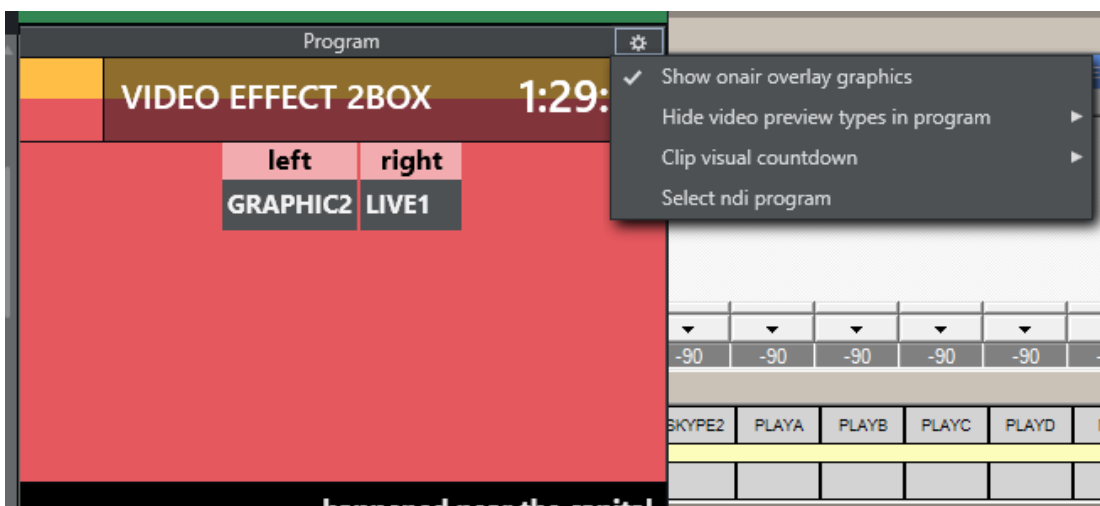 Program
VIDEO EFFECT 2BOX 1:29:
left right
GRAPHIC2 LIVE1
Show onair overlay graphics
Hide video preview types in program
Clip visual countdown
Select ndi program
-90 -90 -90 -90 -90
SKYPE2 PLAYA PLAYB PLAYC PLAYD
happened near the capital